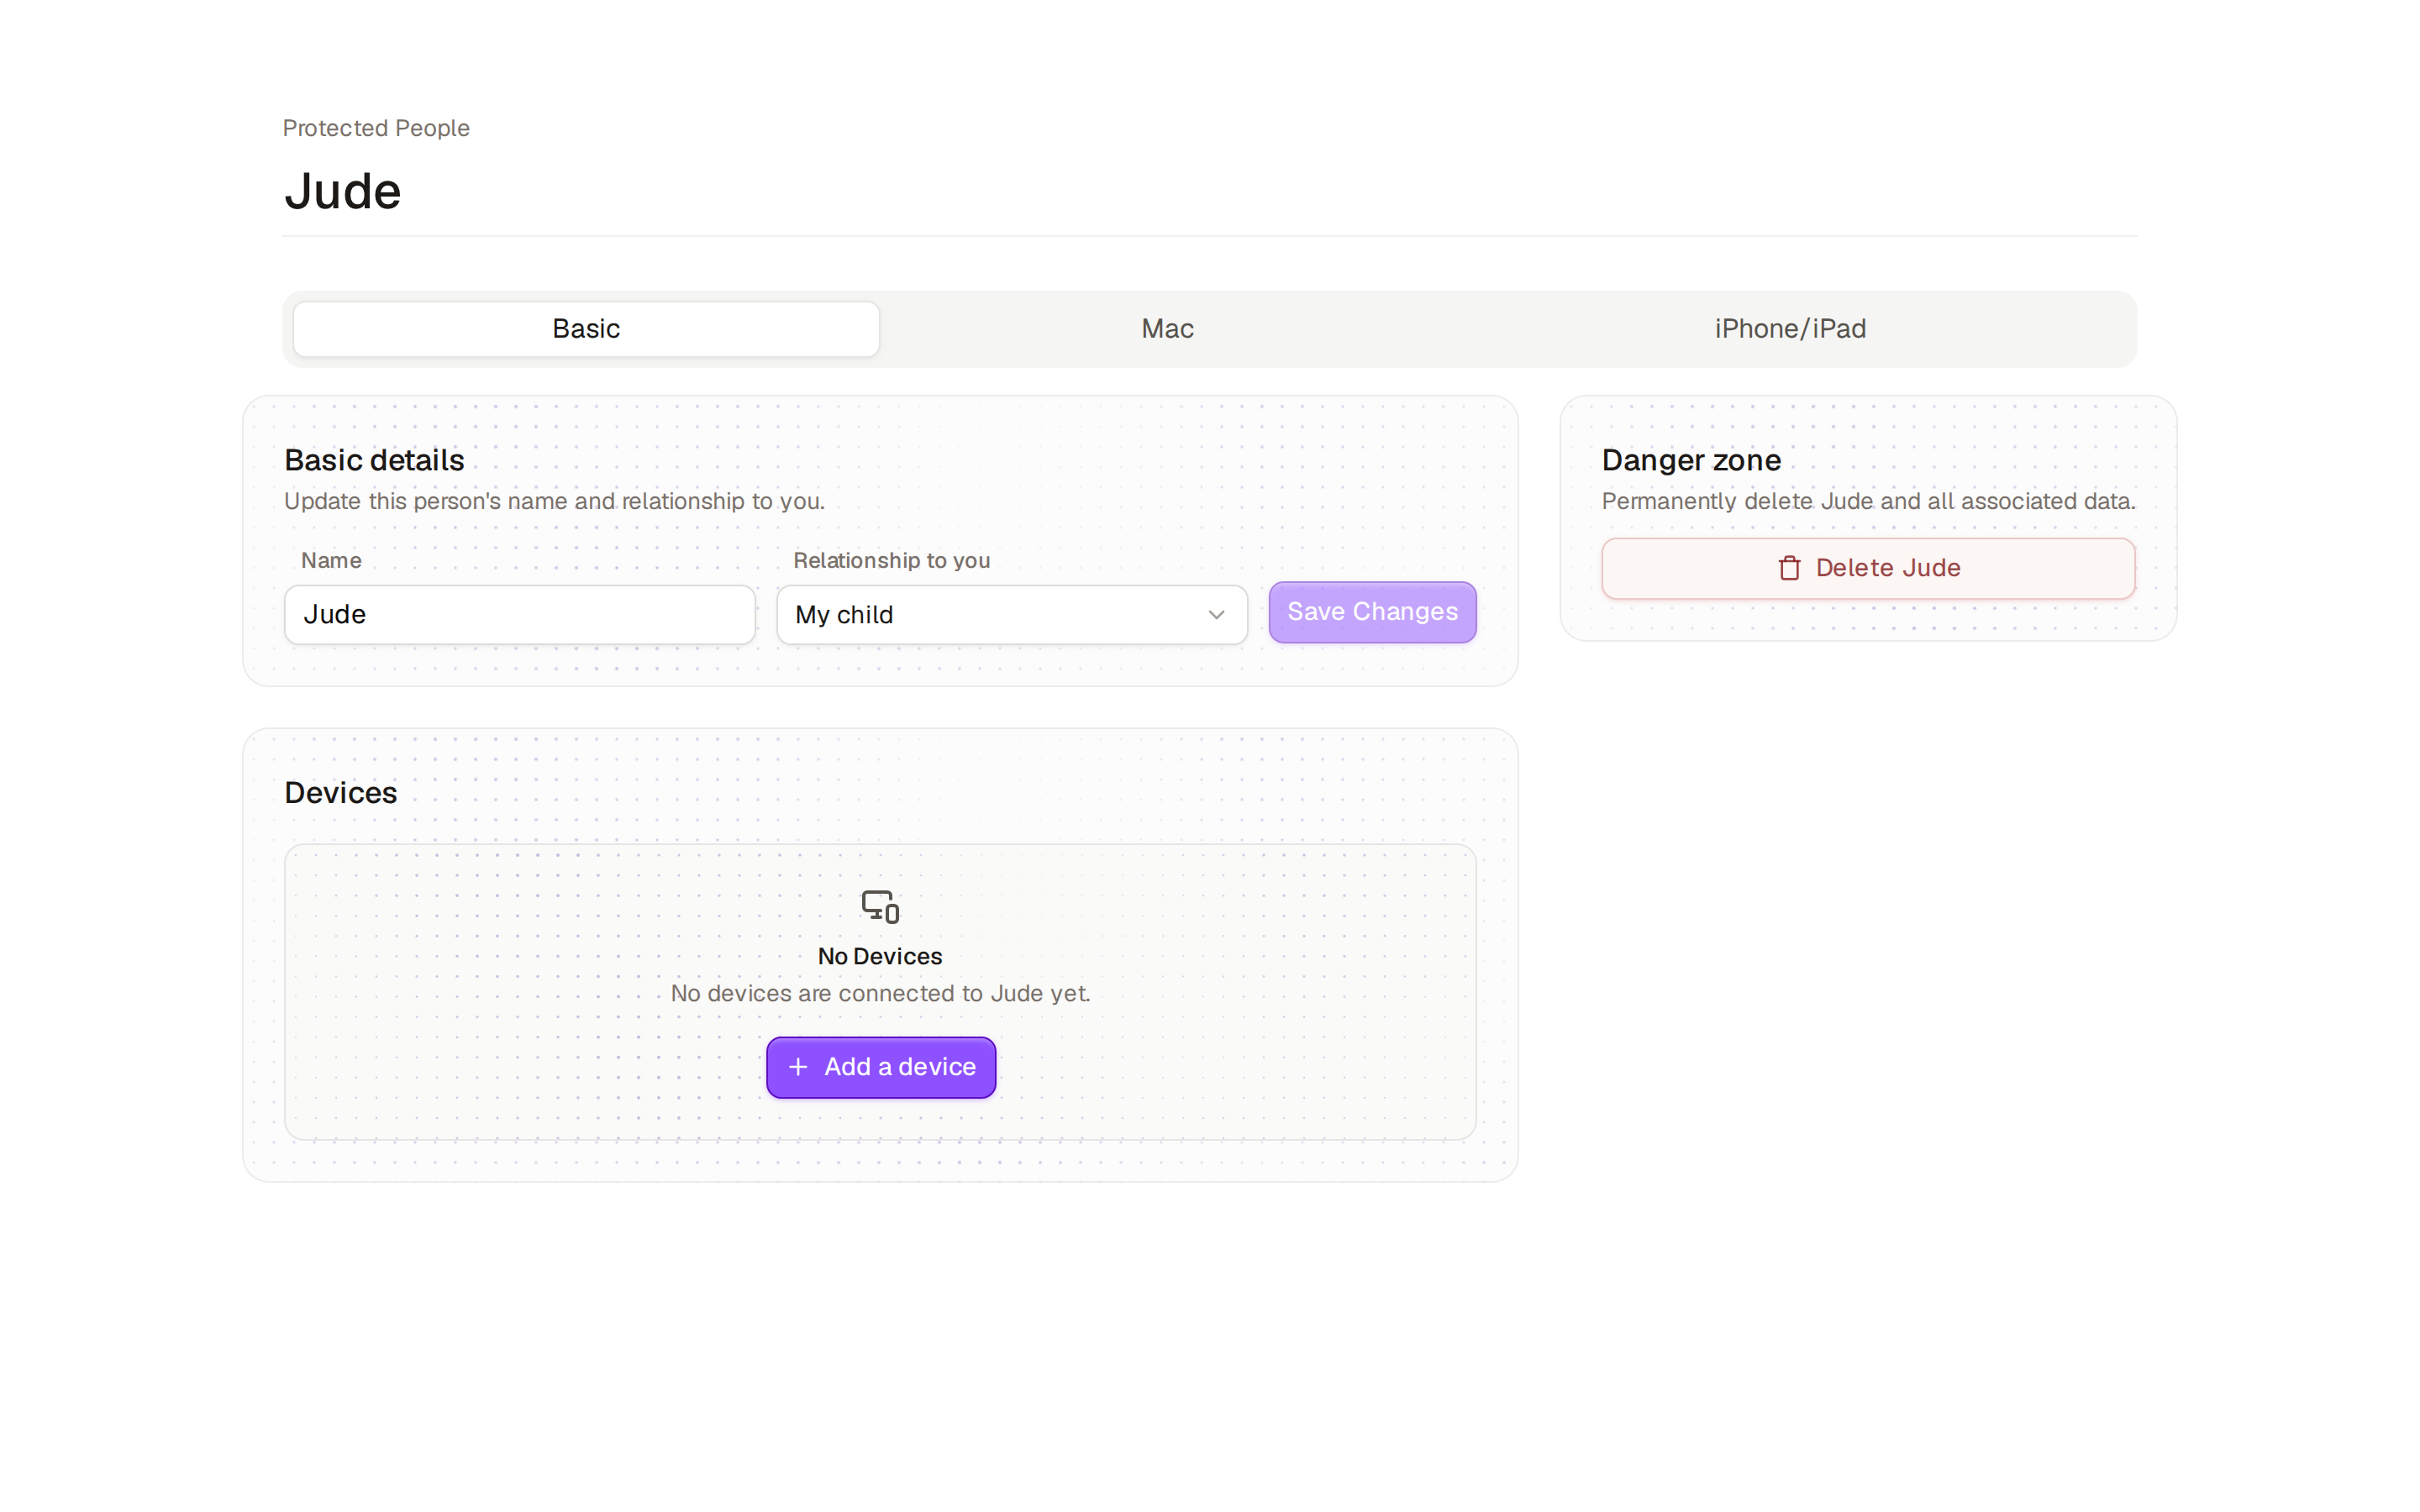 Protected People
Jude
Basic
Mac
iPhone/iPad
Basic details
Update this person's name and relationship to you.
Name
Relationship to you
Jude
My child
Save Changes
Danger zone
Permanently delete Jude and all associated data.
Delete Jude
Devices
No Devices
No devices are connected to Jude yet.
Add a device